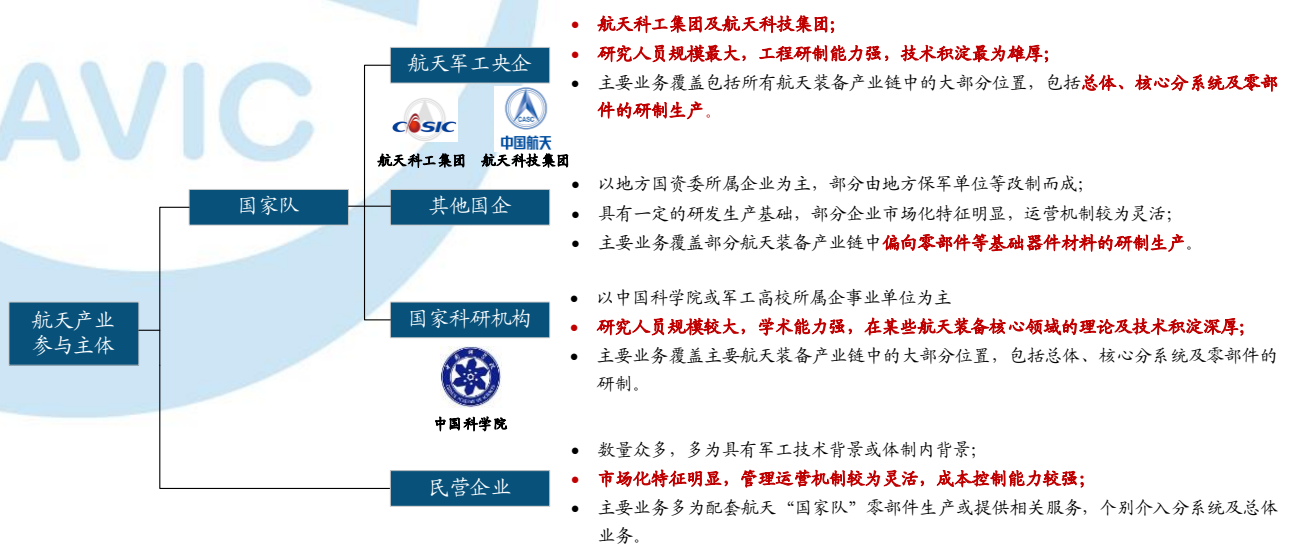 AVIC
航天产业
参与主体
国家队
航天军工央企
COSIC
CASC
中国航天
航天科工集团 航天科技集团
● 航天科工集团及航天科技集团；
● 研究人员规模最大，工程研制能力强，技术积淀最为雄厚；
● 主要业务覆盖包括所有航天装备产业链中的大部分位置，包括总体、核心分系统及零部
件的研制生产。
其他国企
● 以地方国资委所属企业为主，部分由地方保军单位等改制而成；
● 具有一定的研发生产基础，部分企业市场化特征明显，运营机制较为灵活；
● 主要业务覆盖部分航天装备产业链中偏向零部件等基础器件材料的研制生产。
国家科研机构
中国科学院
● 以中国科学院或军工高校所属企事业单位为主
● 研究人员规模较大，学术能力强，在某些航天装备核心领域的理论及技术积淀深厚；
● 主要业务覆盖主要航天装备产业链中的大部分位置，包括总体、核心分系统及零部件的
研制。
民营企业
● 数量众多，多为具有军工技术背景或体制内背景；
● 市场化特征明显，管理运营机制较为灵活，成本控制能力较强；
● 主要业务多为配套航天“国家队”零部件生产或提供相关服务，个别介入分系统及总体
业务。